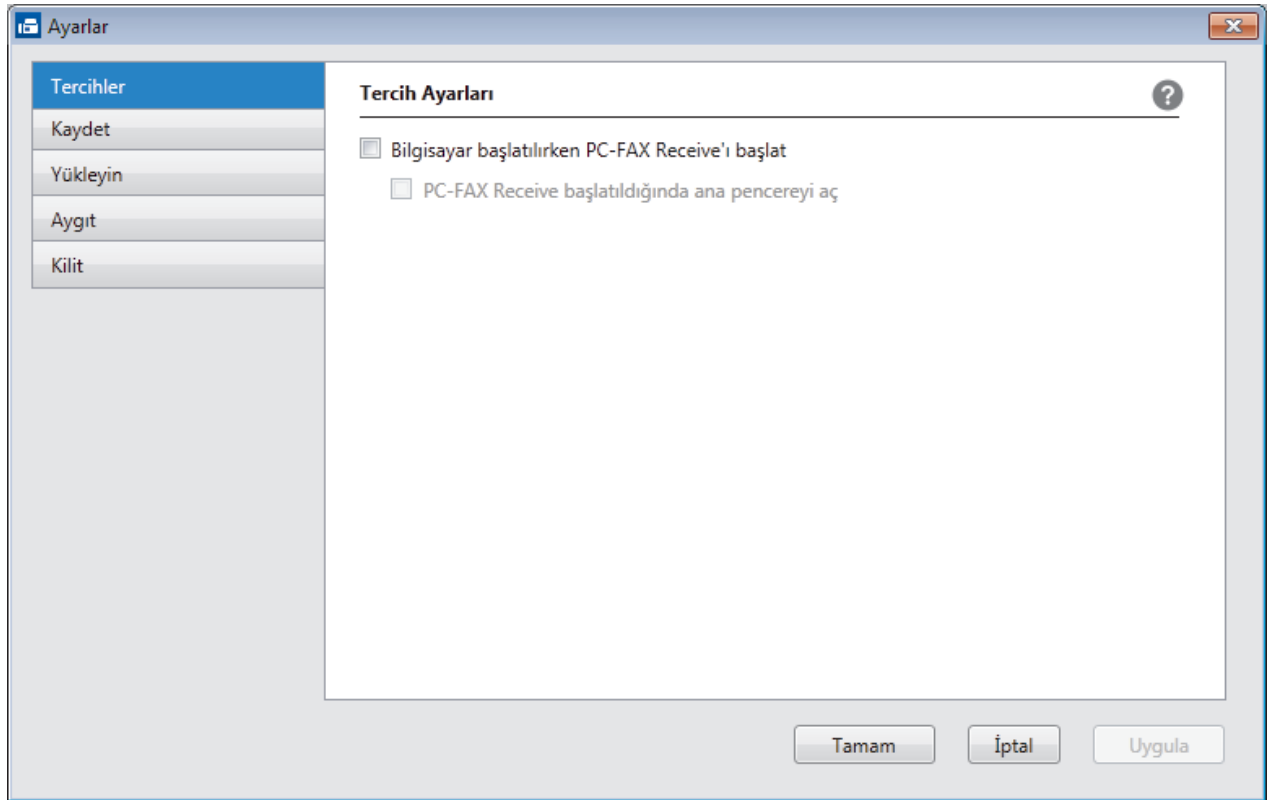 Ayarlar
Tercihler
Kaydet
Yükleyin
Aygıt
Kilit
Tercih Ayarları
?
Bilgisayar başlatılırken PC-FAX Receive'ı başlat
PC-FAX Receive başlatıldığında ana pencereyi aç
Tamam
İptal
Uygula